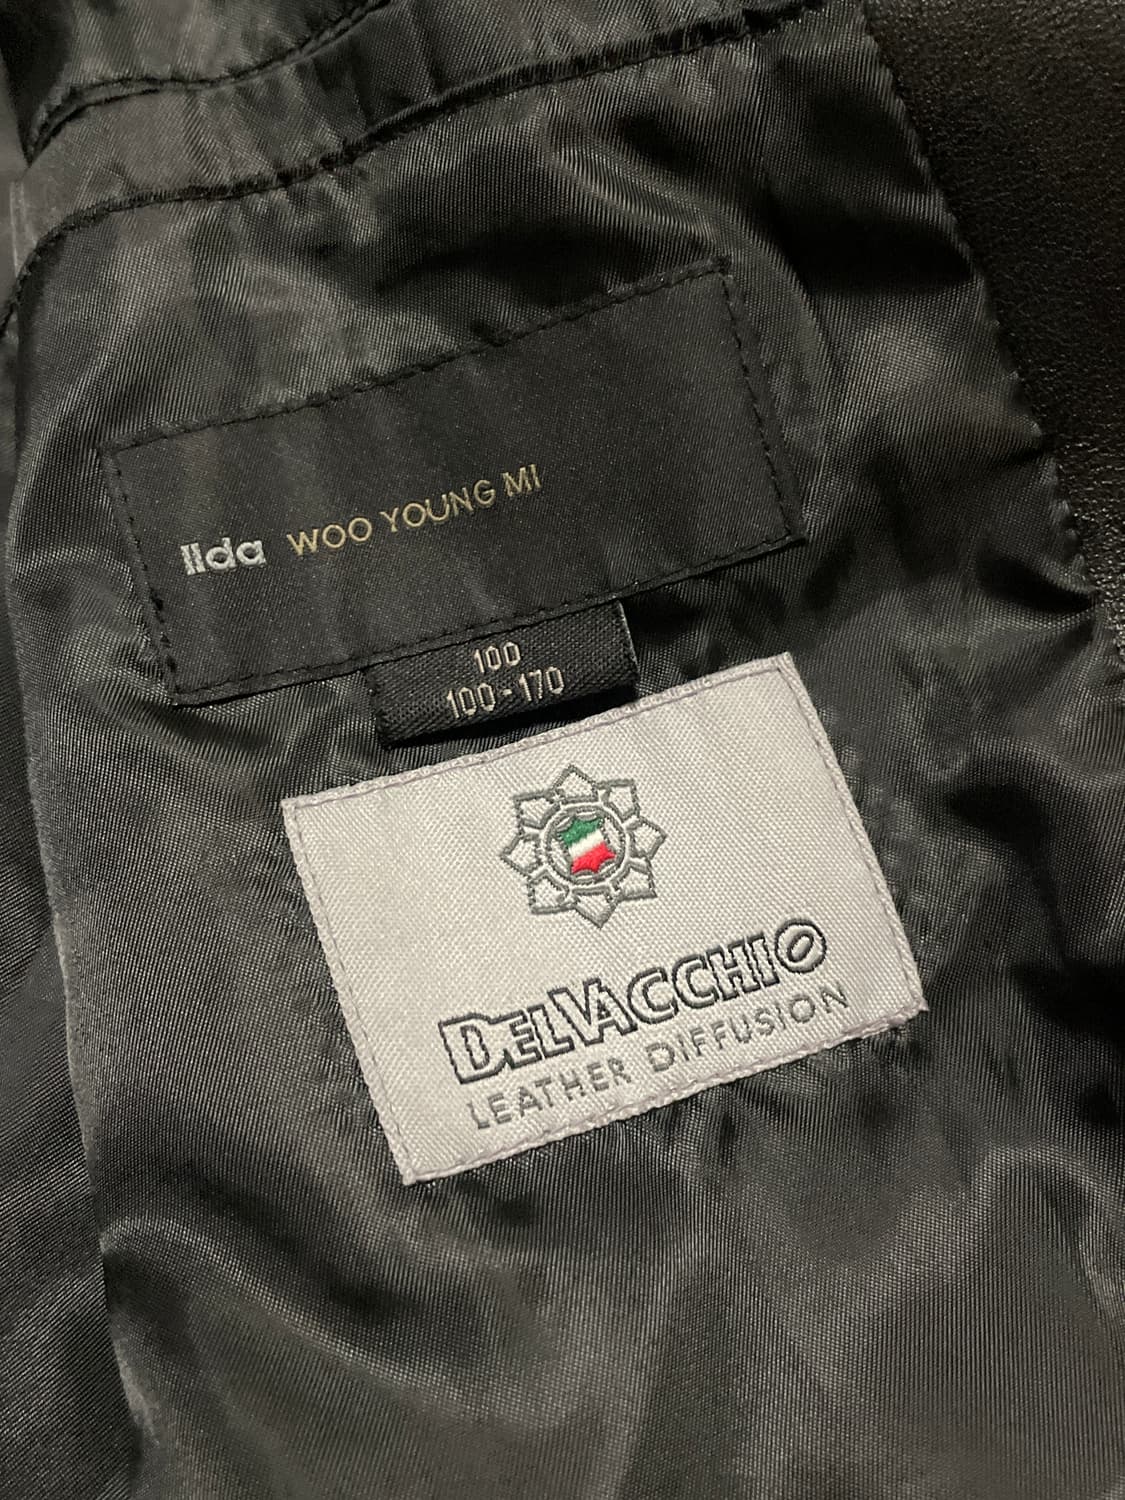 lIda WOO YOUNG MI
100
100-170
DELVACCHIO
LEATHER DIFFUSION